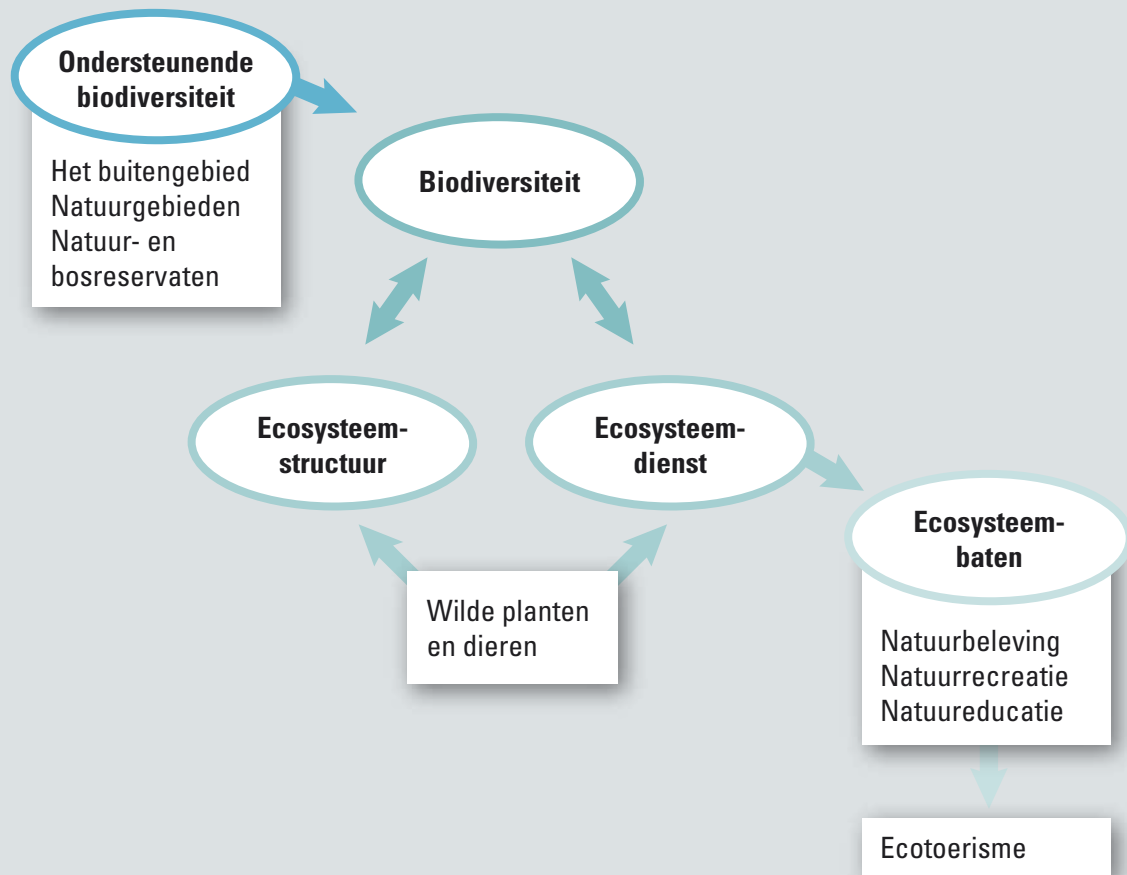 Ondersteunende
biodiversiteit
Het buitengebied
Natuurgebieden
Natuur- en
bosreservaten
Biodiversiteit
Ecosysteem-
structuur
Ecosysteem-
dienst
Wilde planten
en dieren
Ecosysteem-
baten
Natuurbeleving
Natuurrecreatie
Natuureducatie
Ecotoerisme